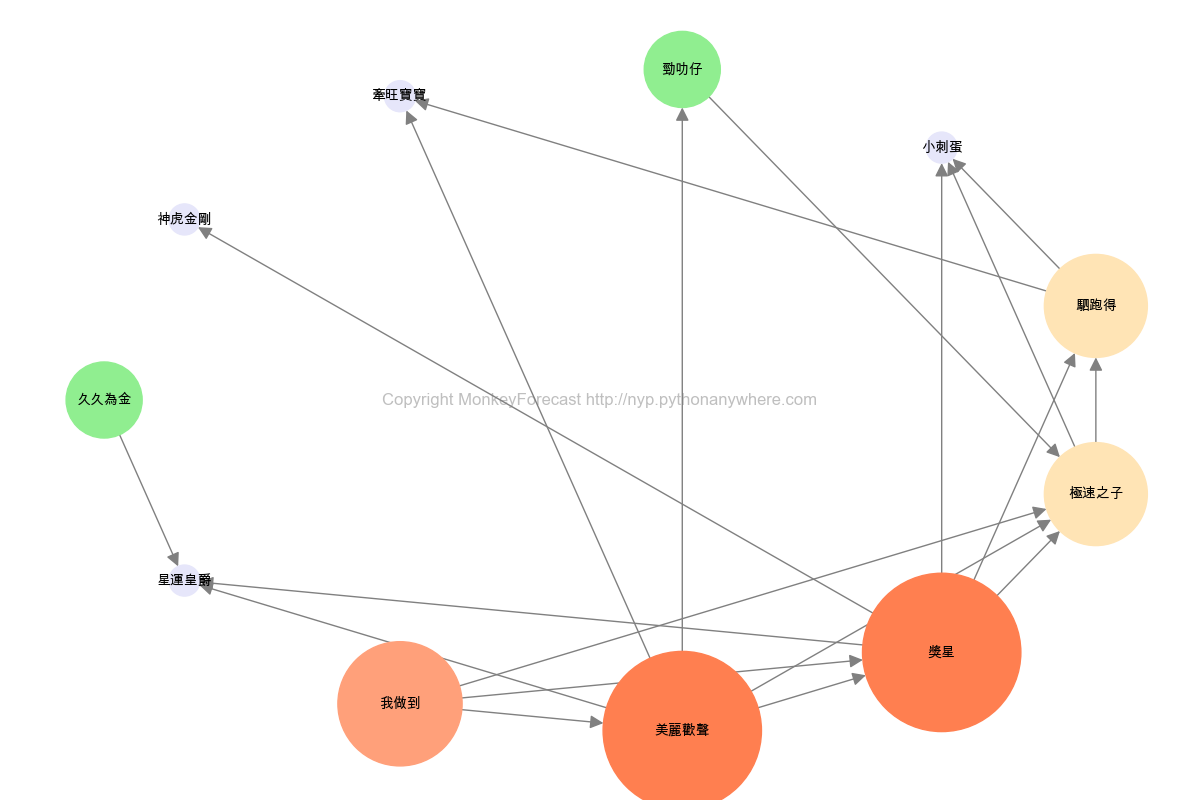 勁叻仔
牽旺寶寶
小刺蛋
神虎金剛
駟跑得
久久為金
Copyright MonkeyForecast http://nyp.pythonanywhere.com
極速之子
星運皇爵
獎星
我做到
美麗歡聲